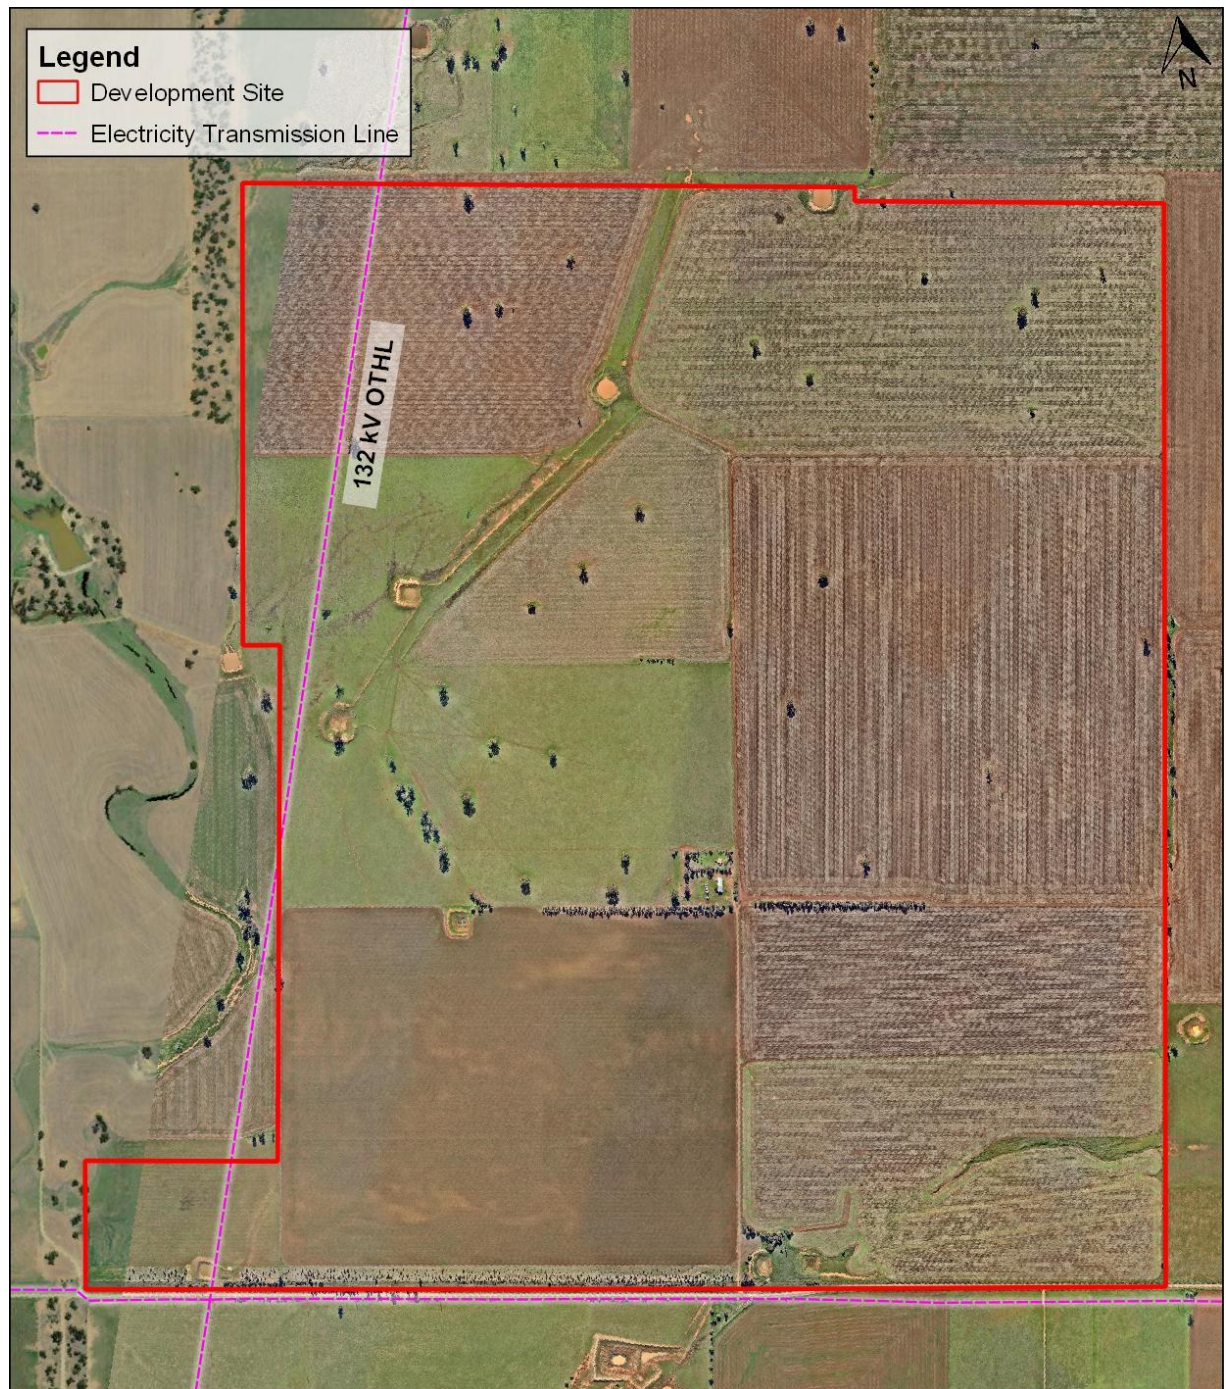 Legend
Development Site
Electricity Transmission Line
N
132 kV OTHL